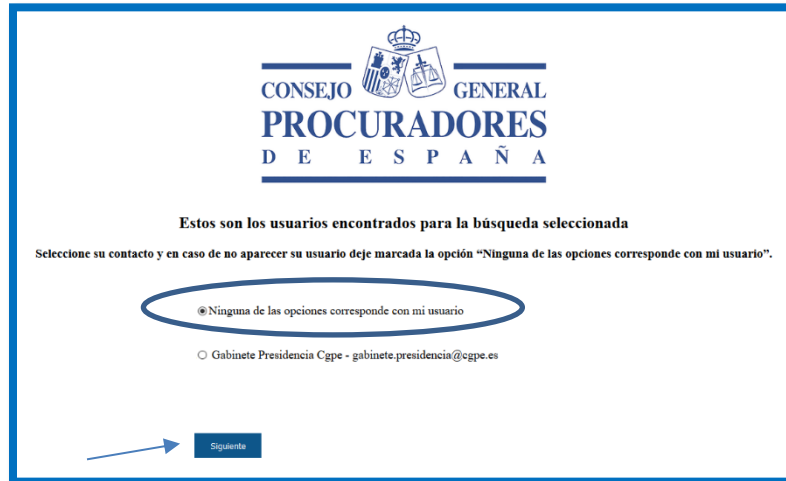 CONSEJO GENERAL
PROCURADORES
DE ESPAÑA
Estos son los usuarios encontrados para la búsqueda seleccionada
Seleccione su contacto y en caso de no aparecer su usuario deje marcada la opción “Ninguna de las opciones corresponde con mi usuario”.
Ninguna de las opciones corresponde con mi usuario
Gabinete Presidencia Cgpe - gabinete.presidencia@cgpe.es
Siguiente